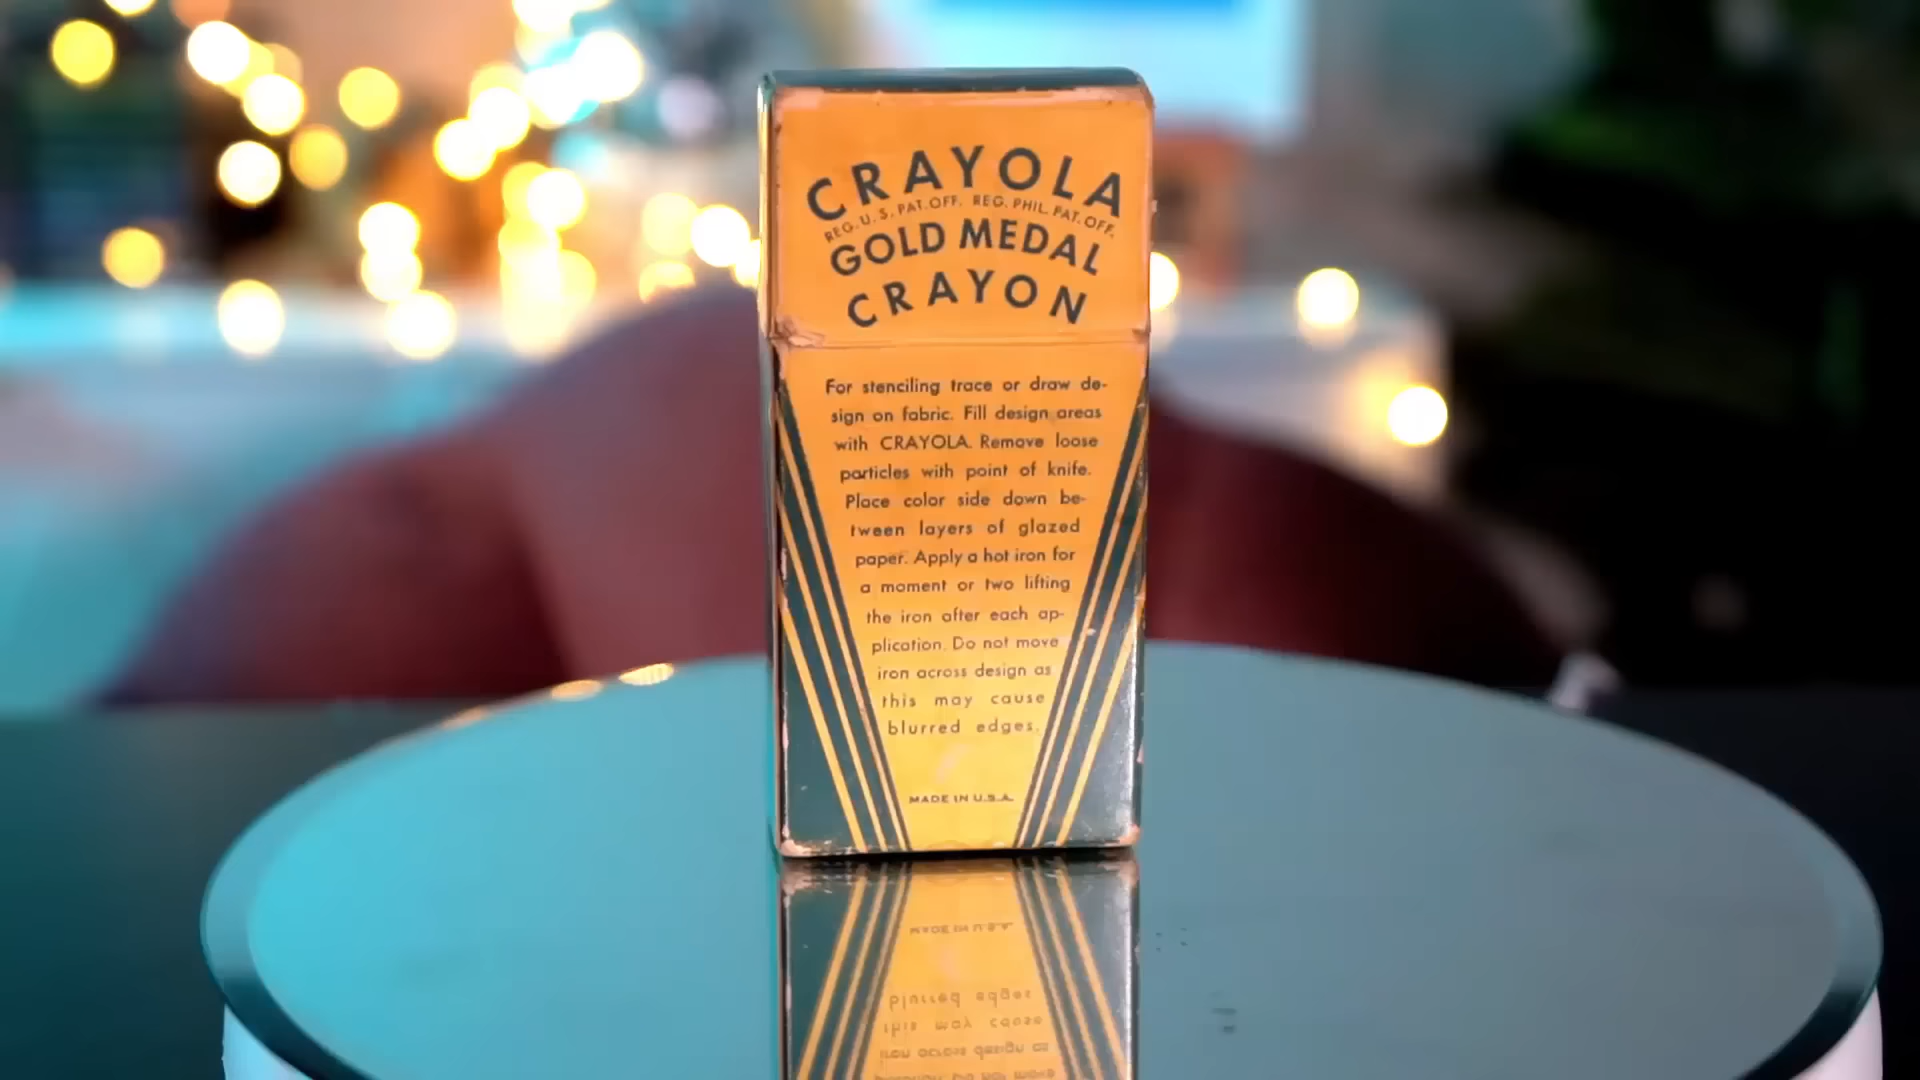 CRAYOLA
REG. U.S. PAT. OFF. REG. PHIL. PAT. OFF.
GOLD MEDAL
CRAYON
For stenciling trace or draw de-
sign on fabric. Fill design areas
with CRAYOLA. Remove loose
particles with point of knife.
Place color side down be-
tween layers of glazed
paper. Apply a hot iron for
a moment or two lifting
the iron after each ap-
plication. Do not move
iron across design as
this may cause
blurred edges.
MADE IN U.S.A.